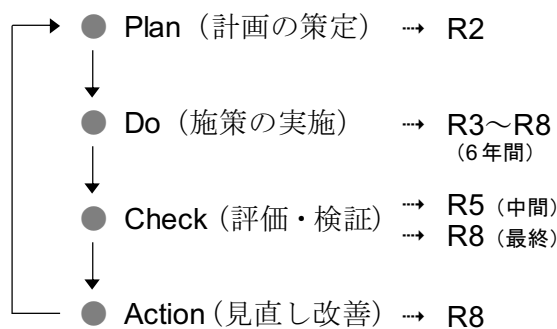 Plan（計画の策定） ⇢ R2
Do（施策の実施） ⇢ R3～R8
（6年間）
Check（評価・検証） ⇢ R5（中間）
⇢ R8（最終）
Action（見直し改善） ⇢ R8